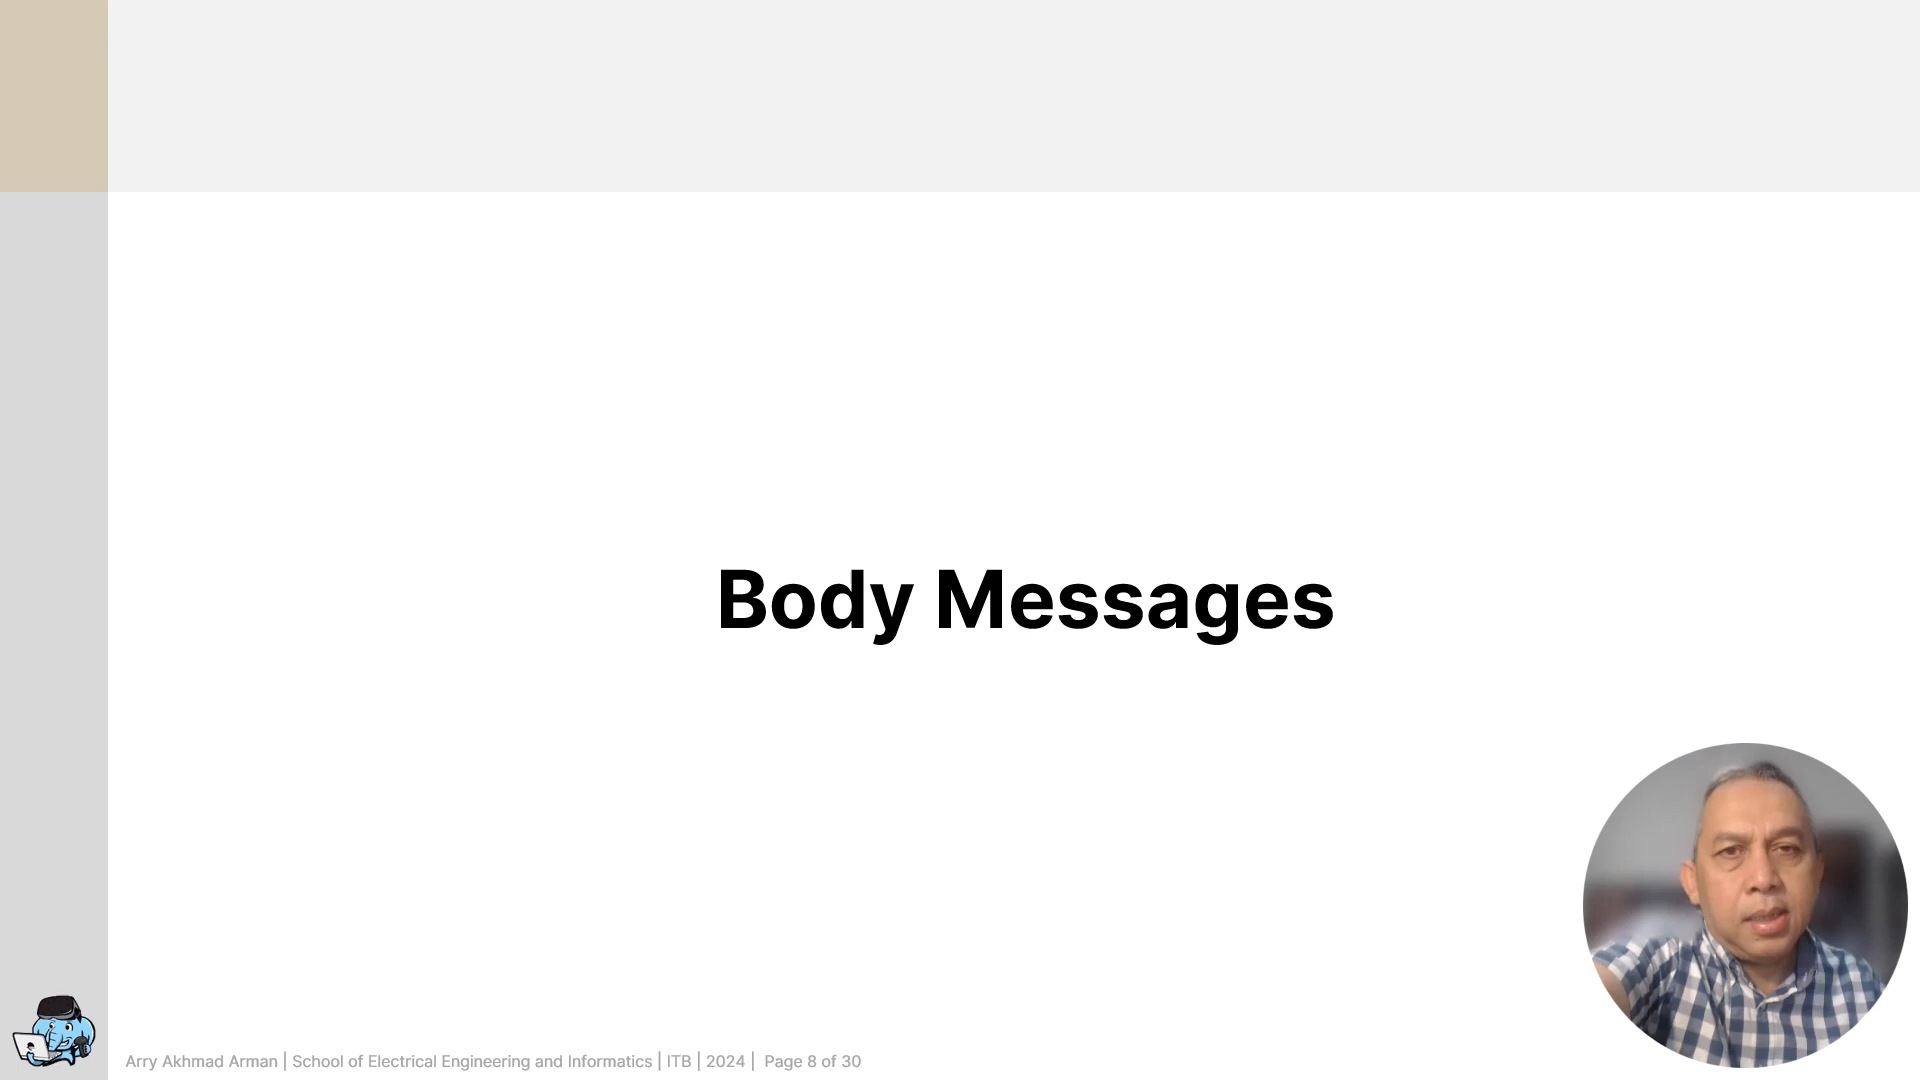 Body Messages
Arry Akhmad Arman | School of Electrical Engineering and Informatics | ITB | 2024 | Page 8 of 30